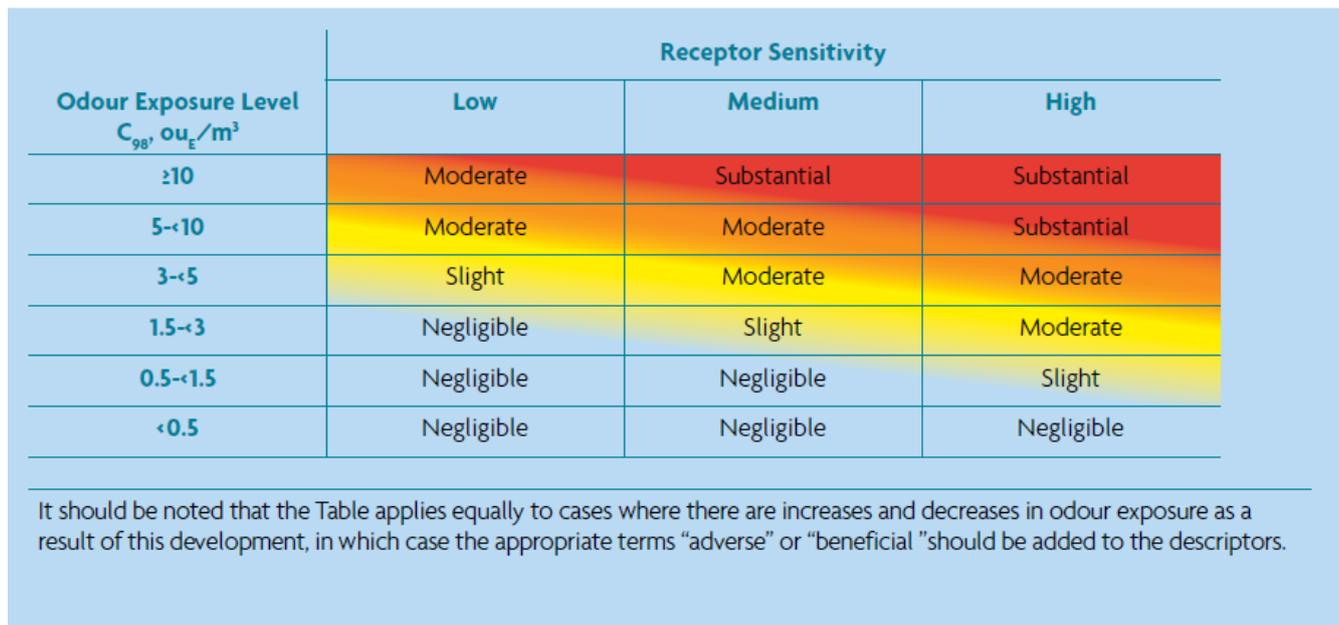 Receptor Sensitivity
Odour Exposure Level Low Medium High
C98, ouE/m³
≥10 Moderate Substantial Substantial
5-<10 Moderate Moderate Substantial
3-<5 Slight Moderate Moderate
1.5-<3 Negligible Slight Moderate
0.5-<1.5 Negligible Negligible Slight
<0.5 Negligible Negligible Negligible
It should be noted that the Table applies equally to cases where there are increases and decreases in odour exposure as a
result of this development, in which case the appropriate terms “adverse” or “beneficial ”should be added to the descriptors.